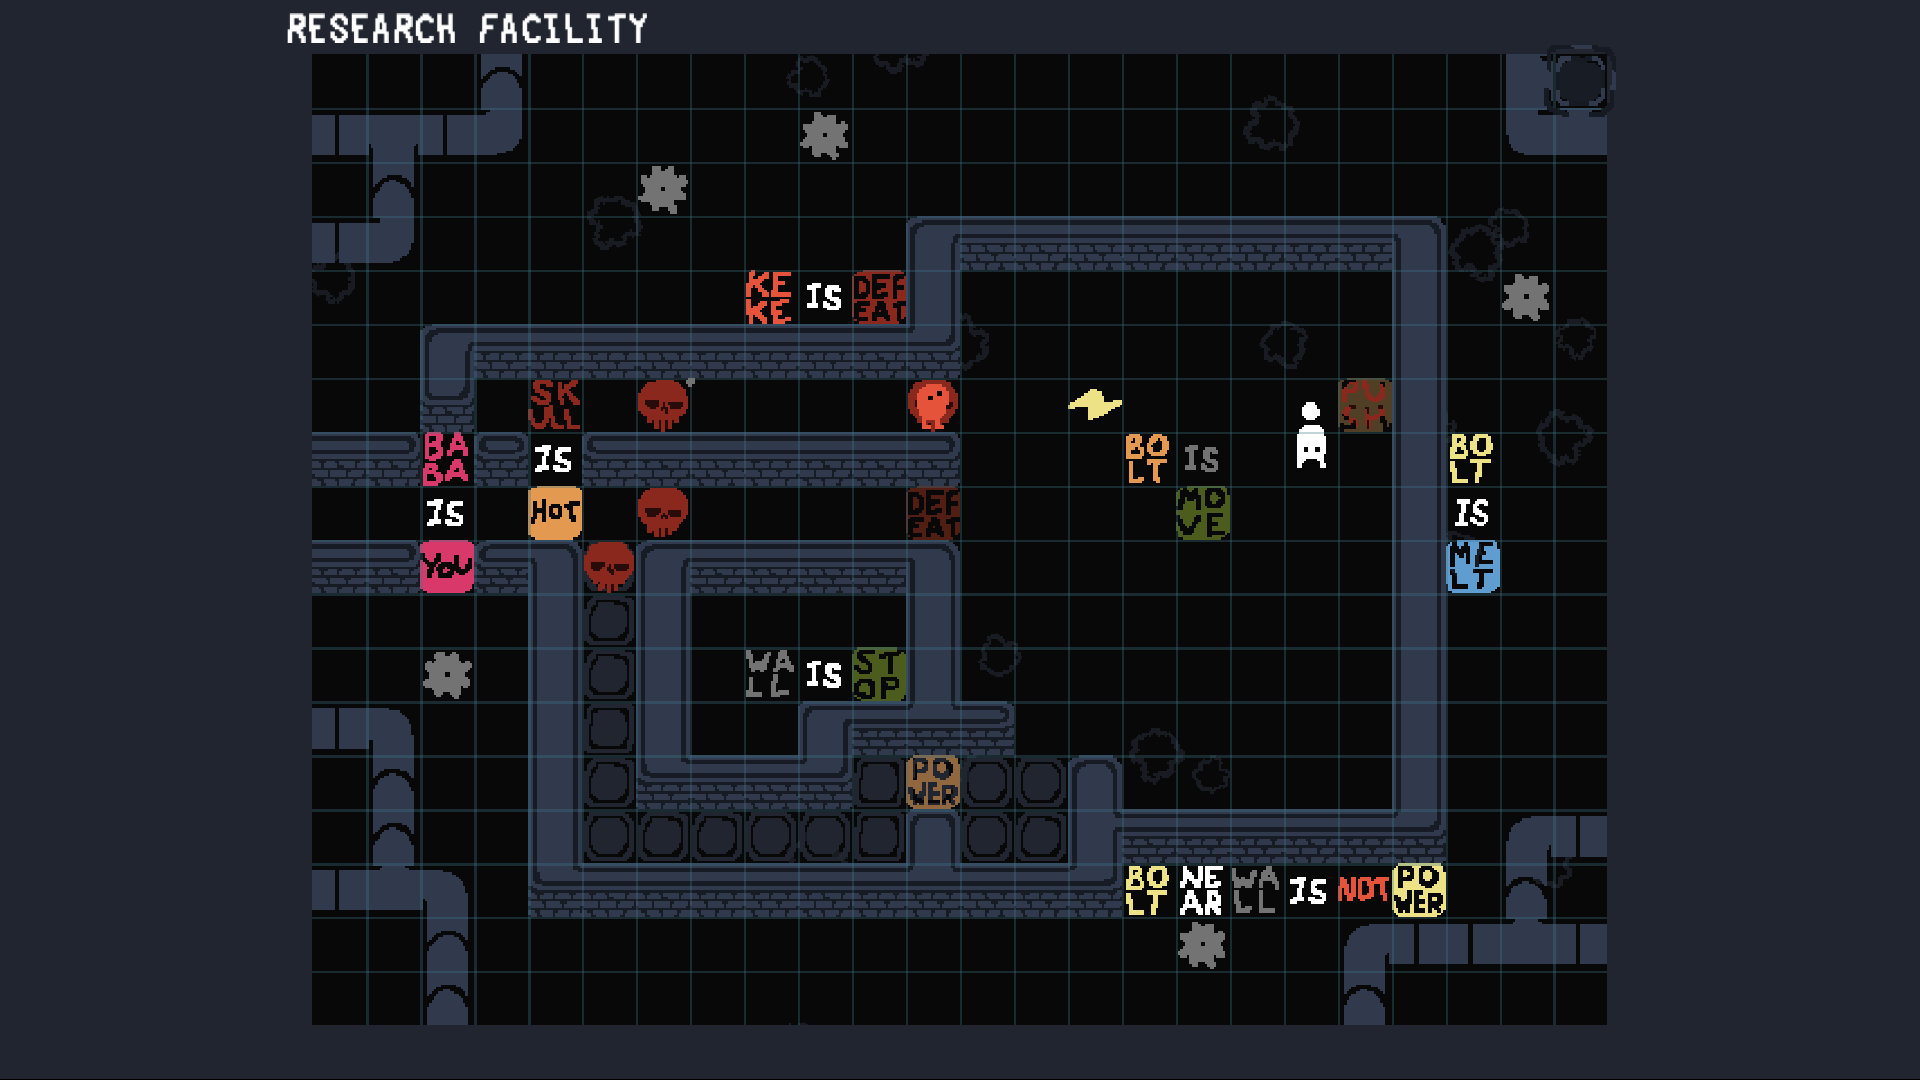 RESEARCH FACILITY
KEKE IS DEFEAT
SKULL
PUSH
BABA IS BOLT IS BOLT
IS HOT DEFEAT MOVE IS
YOU MELT
WALL IS STOP
POWER
BOLT NEAR WALL IS NOT POWER